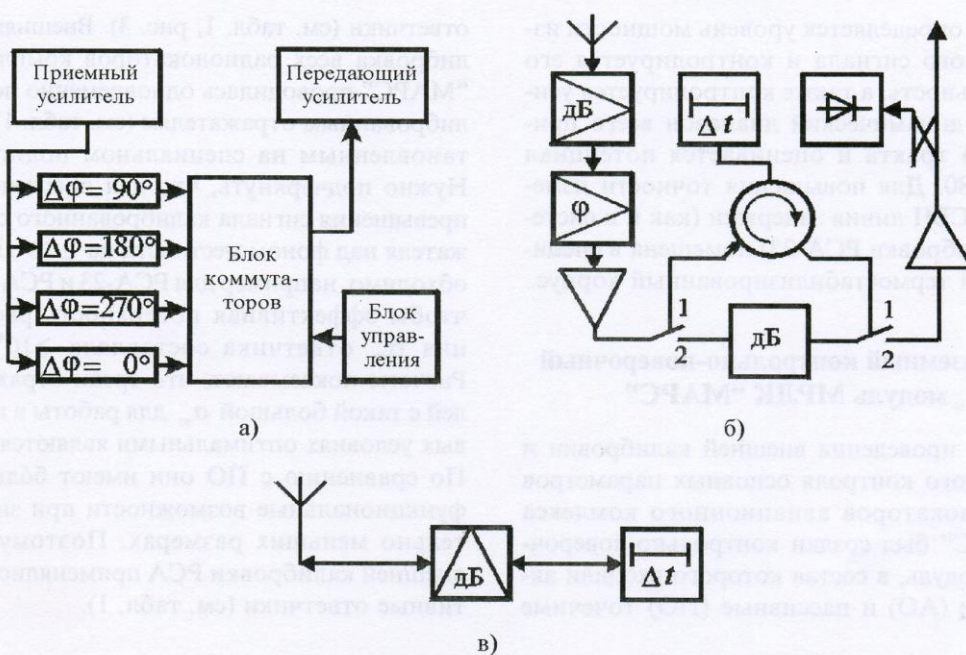 Приемный
усилитель
Передающий
усилитель
Δφ= 90°
Δφ=180°
Δφ=270°
Δφ= 0°
Блок
коммута-
торов
Блок
управ-
ления
а)
дБ
φ
Δt
1
2
дБ
1
2
б)
дБ
Δt
в)